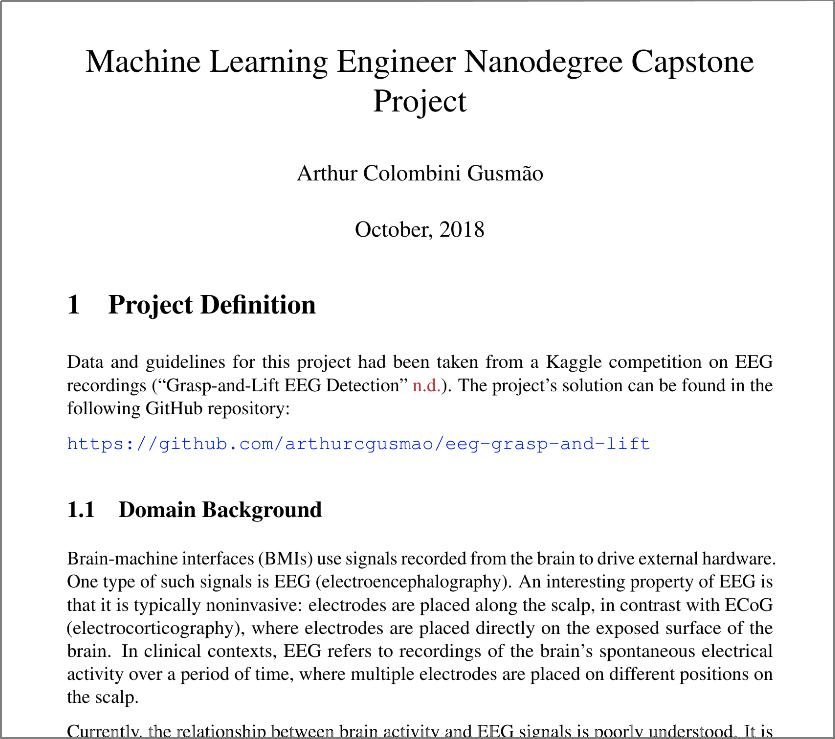 Machine Learning Engineer Nanodegree Capstone
Project
Arthur Colombini Gusmão
October, 2018
1 Project Definition
Data and guidelines for this project had been taken from a Kaggle competition on EEG
recordings (“Grasp-and-Lift EEG Detection” n.d.). The project’s solution can be found in the
following GitHub repository:
https://github.com/arthurcgusmao/eeg-grasp-and-lift
1.1 Domain Background
Brain-machine interfaces (BMIs) use signals recorded from the brain to drive external hardware.
One type of such signals is EEG (electroencephalography). An interesting property of EEG is
that it is typically noninvasive: electrodes are placed along the scalp, in contrast with ECoG
(electrocorticography), where electrodes are placed directly on the exposed surface of the
brain. In clinical contexts, EEG refers to recordings of the brain’s spontaneous electrical
activity over a period of time, where multiple electrodes are placed on different positions on
the scalp.
Currently, the relationship between brain activity and EEG signals is poorly understood. It is